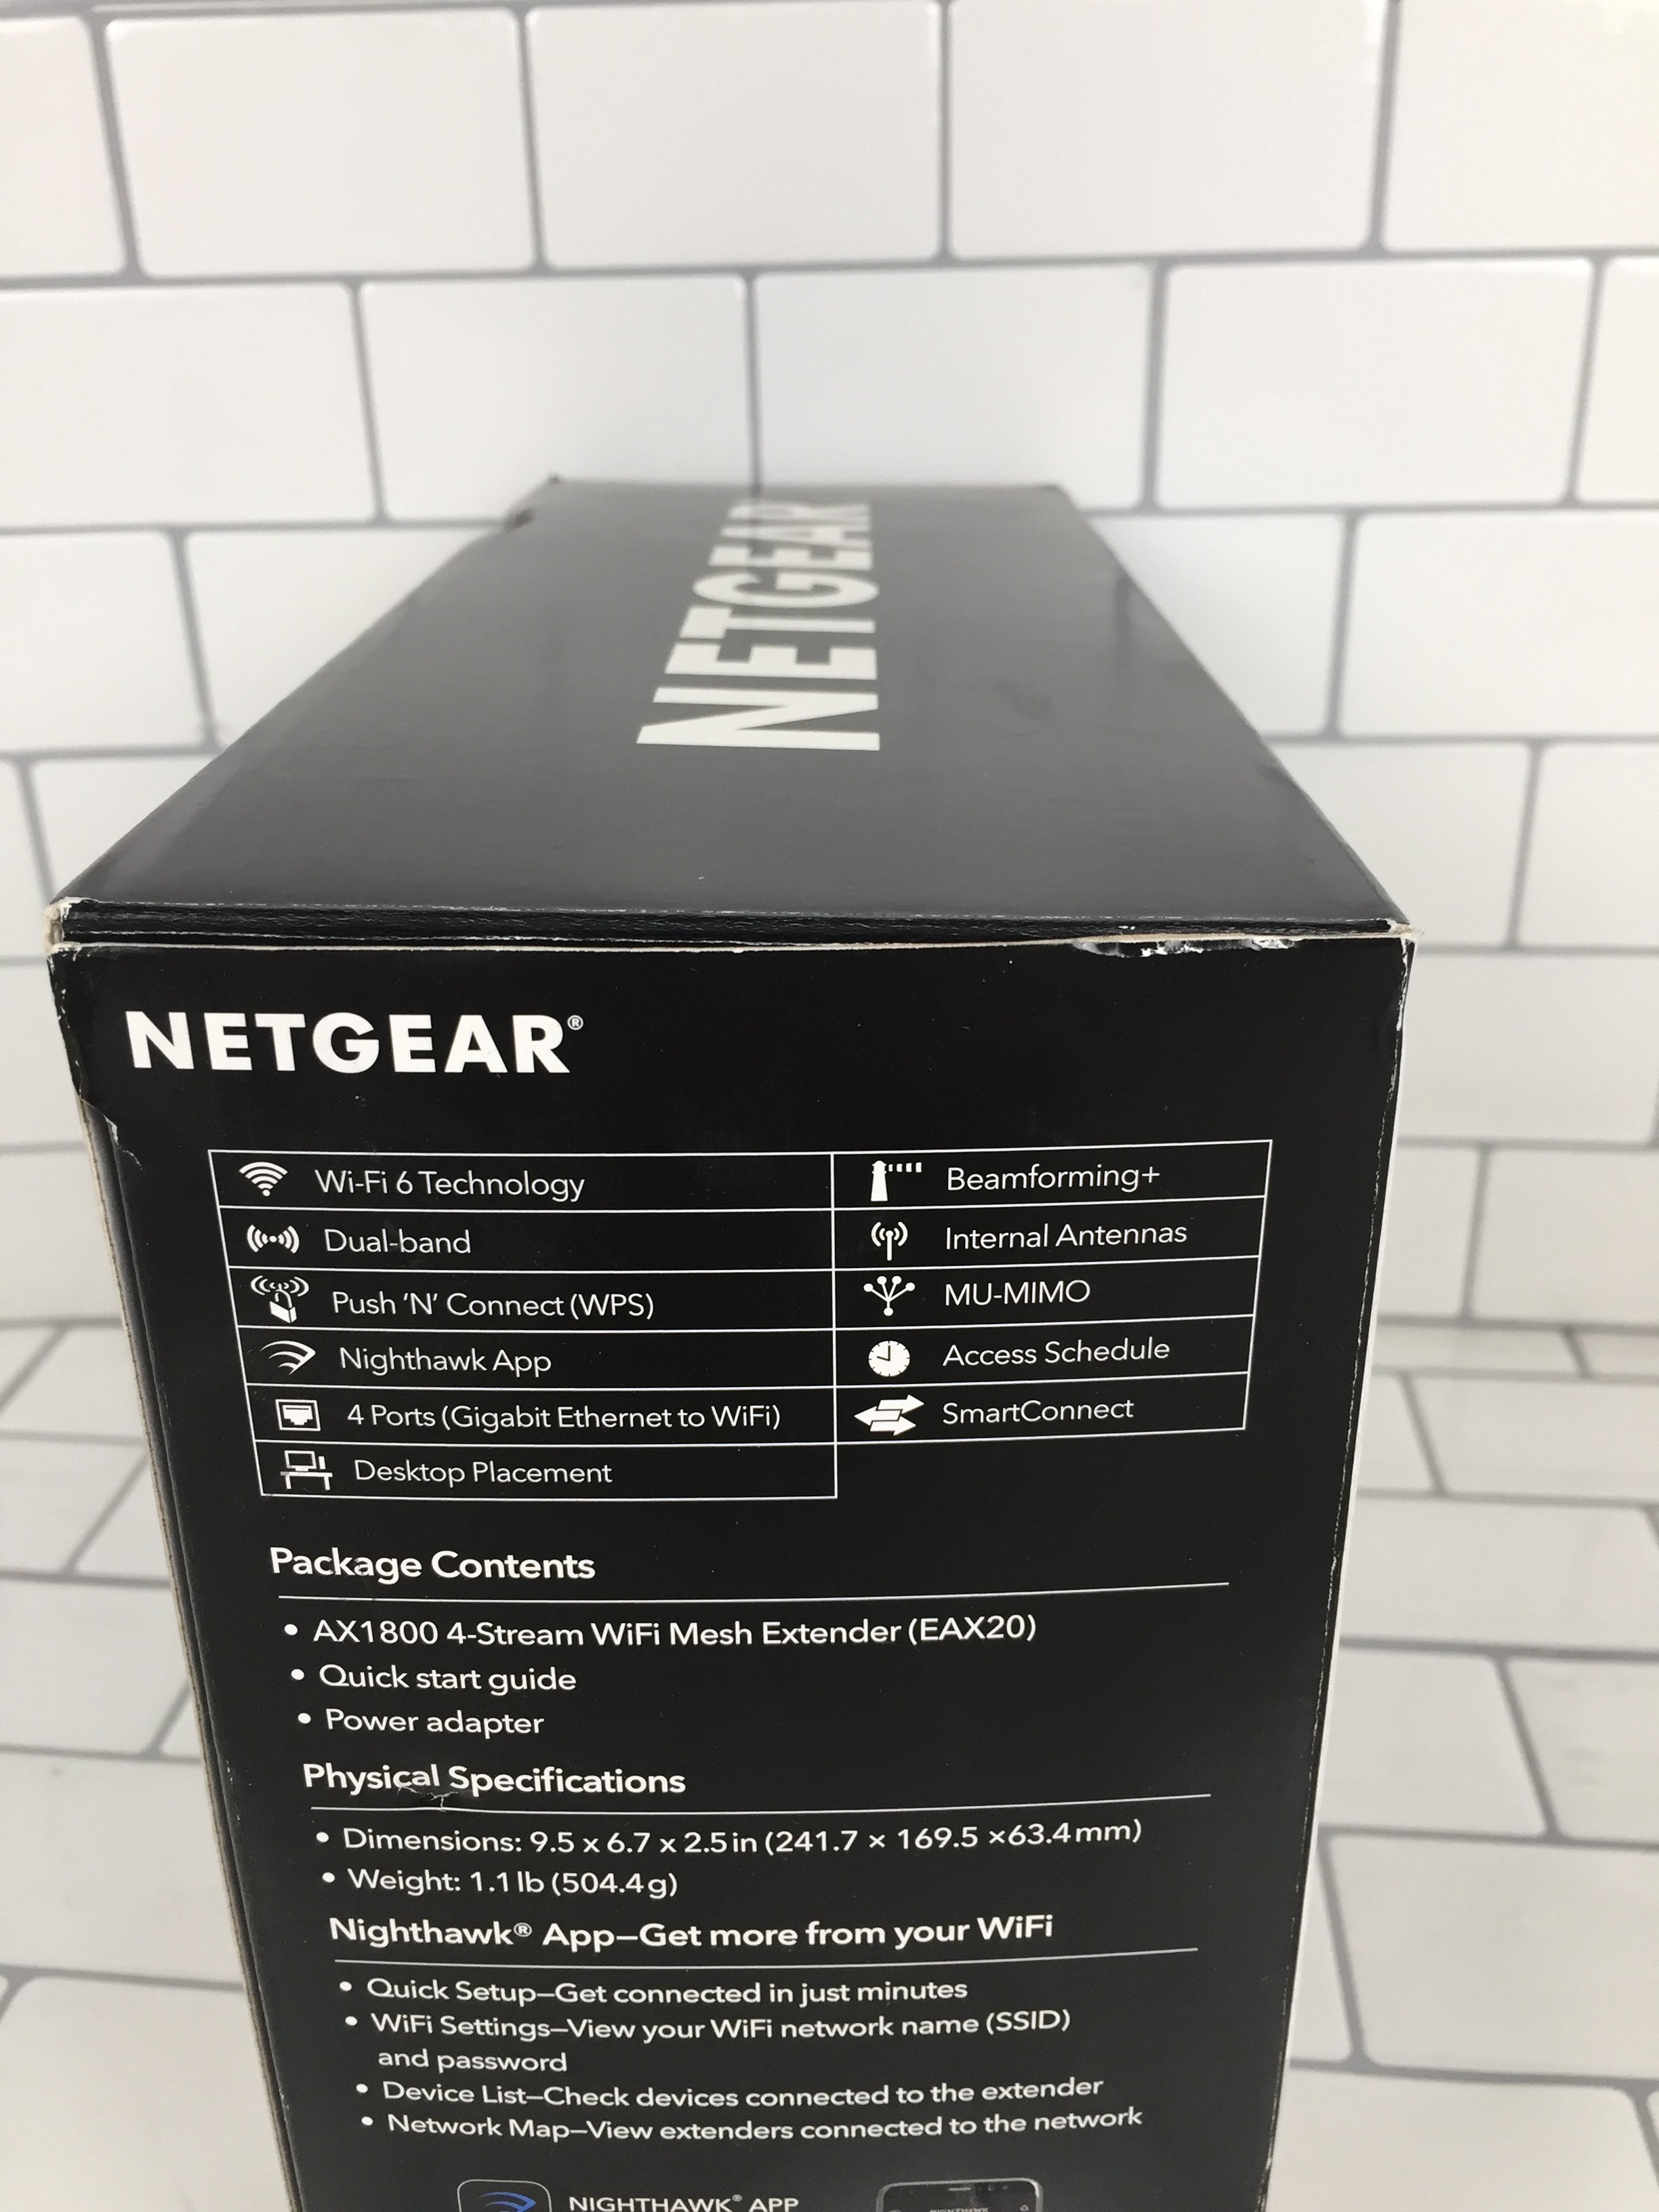 NETGEAR
NETGEAR®
Wi-Fi 6 Technology
Beamforming+
Dual-band
Internal Antennas
Push 'N' Connect (WPS)
MU-MIMO
Nighthawk App
Access Schedule
4 Ports (Gigabit Ethernet to WiFi)
SmartConnect
Desktop Placement
Package Contents
• AX1800 4-Stream WiFi Mesh Extender (EAX20)
• Quick start guide
• Power adapter
Physical Specifications
• Dimensions: 9.5 x 6.7 x 2.5 in (241.7 × 169.5 ×63.4mm)
• Weight: 1.1 lb (504.4g)
Nighthawk® App—Get more from your WiFi
• Quick Setup—Get connected in just minutes
• WiFi Settings—View your WiFi network name (SSID)
and password
• Device List—Check devices connected to the extender
• Network Map—View extenders connected to the network
NIGHTHAWK® APP